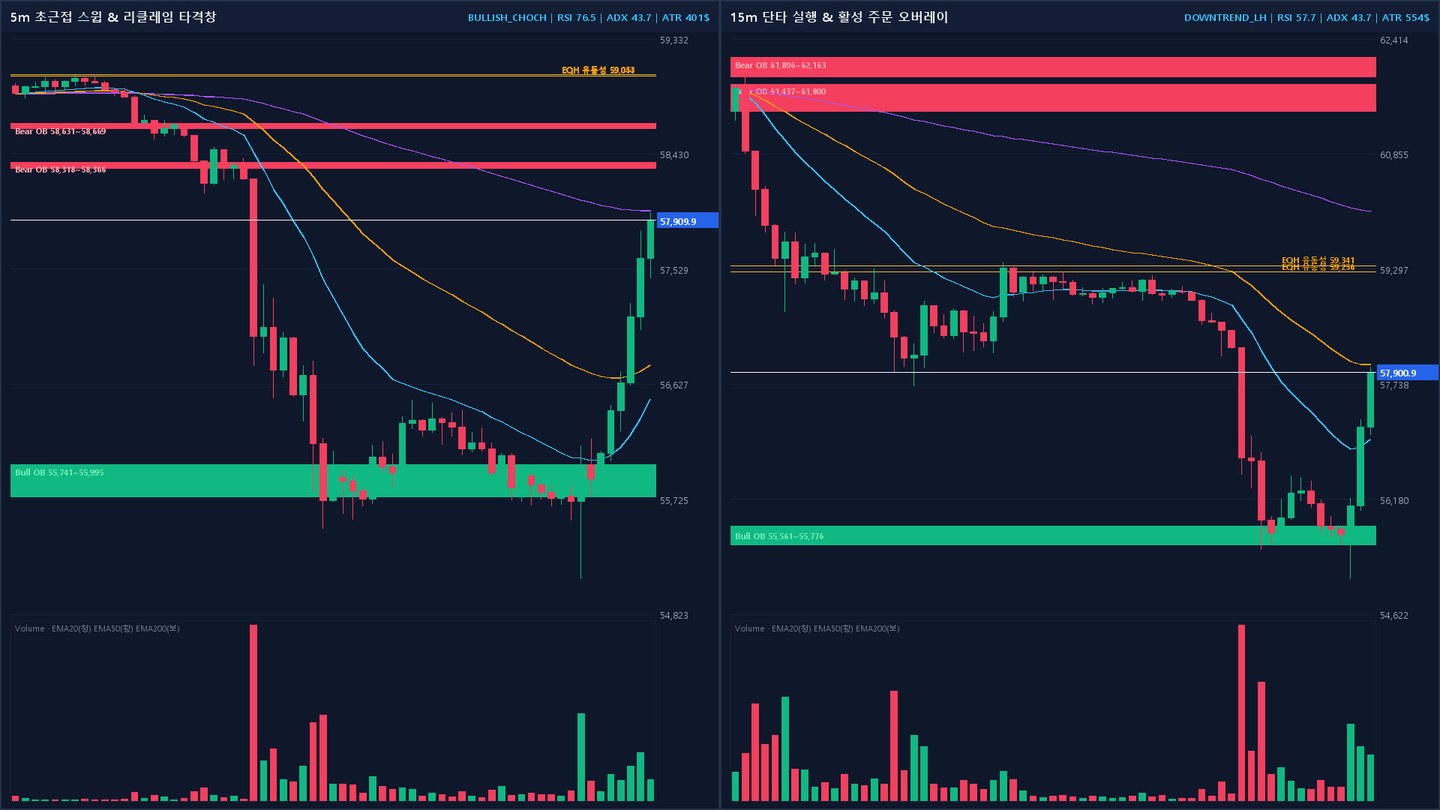 5m 초근접 스윕 & 리클레임 타격창
BULLISH_CHOCH | RSI 76.5 | ADX 43.7 | ATR 401$
59,332
EQH 유동성
Bear OB 58,631~58,669
58,430
Bear OB 58,318~58,366
57,909.9
57,529
56,627
Bull OB 55,741~55,995
55,725
54,823
Volume · EMA20(청) EMA50(황) EMA200(보)
15m 단타 실행 & 활성 주문 오버레이
DOWNTREND_LH | RSI 57.7 | ADX 43.7 | ATR 554$
62,414
Bear OB 61,896~62,163
OB 61,437~61,800
60,855
EQH 유동성 59,341
EQH 유동성 59,256
59,297
57,900.9
57,738
56,180
Bull OB 55,561~55,776
54,622
Volume · EMA20(청) EMA50(황) EMA200(보)